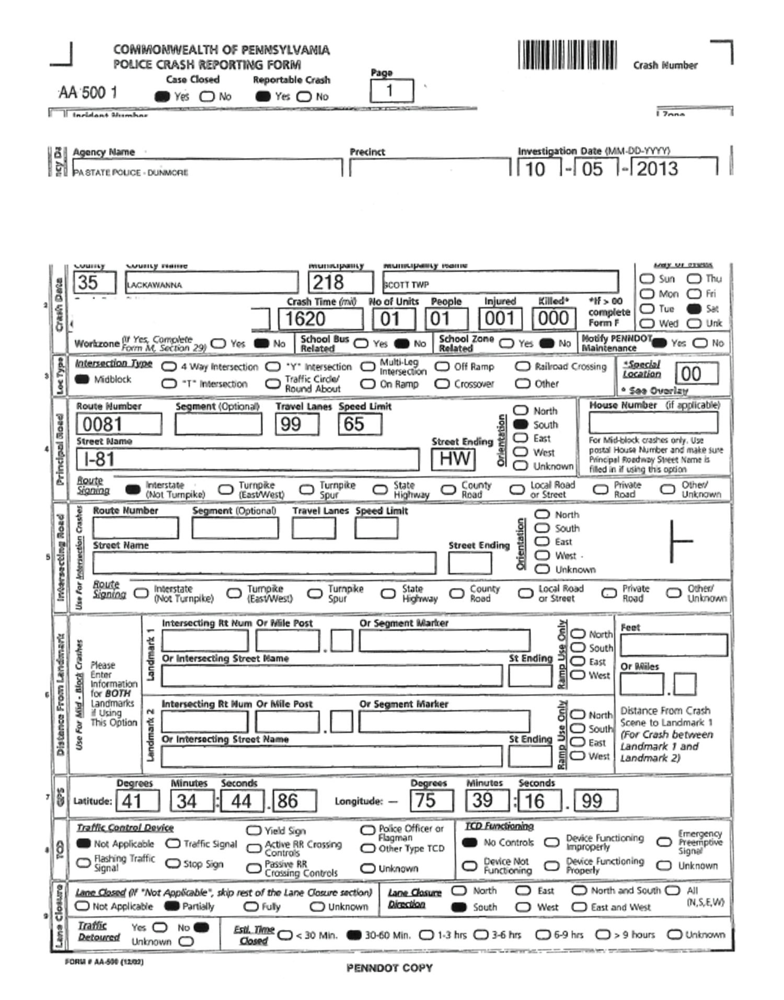 COMMONWEALTH OF PENNSYLVANIA
POLICE CRASH REPORTING FORM
Crash Number
AA 500 1
Case Closed
Yes No
Reportable Crash
Yes No
Page
1
Incident Number
Zone
Agency Name Precinct Investigation Date (MM-DD-YYYY)
PA STATE POLICE - DUNMORE 10 - 05 - 2013
2 Crash Data
County County Name Municipality Municipality Name Day of Week
35 LACKAWANNA 218 SCOTT TWP
Sun Thu
Mon Fri
Tue Sat
Wed Unk
Crash Time (mil) No of Units People Injured Killed* *If > 00 complete Form F
1620 01 01 001 000
Workzone (If Yes, Complete Form M, Section 29) Yes No School Bus Related Yes No School Zone Related Yes No Notify PENNDOT Maintenance Yes No
3 Loc Type
Intersection Type 4 Way Intersection "Y" Intersection Multi-Leg Intersection Off Ramp Railroad Crossing *Special Location 00
Midblock "T" Intersection Traffic Circle/ Round About On Ramp Crossover Other * See Overlay
4 Principal Road
Route Number Segment (Optional) Travel Lanes Speed Limit
0081 99 65
Street Name Street Ending
I-81 HW
Orientation
North
South
East
West
Unknown
House Number (if applicable)
For Mid-block crashes only. Use
postal House Number and make sure
Principal Roadway Street Name is
filled in if using this option
Route Signing Interstate (Not Turnpike) Turnpike (East/West) Turnpike Spur State Highway County Road Local Road or Street Private Road Other/ Unknown
5 Intersecting Road
Use For Intersection Crashes
Route Number Segment (Optional) Travel Lanes Speed Limit
Street Name Street Ending
Orientation
North
South
East
West
Unknown
Route Signing Interstate (Not Turnpike) Turnpike (East/West) Turnpike Spur State Highway County Road Local Road or Street Private Road Other/ Unknown
6 Distance From Landmark
Use For Mid - Block Crashes
Please
Enter
Information
for BOTH
Landmarks
if Using
This Option
Landmark 1
Intersecting Rt Num Or Mile Post Or Segment Marker
Or Intersecting Street Name St Ending
Ramp Use Only
North
South
East
West
Landmark 2
Intersecting Rt Num Or Mile Post Or Segment Marker
Or Intersecting Street Name St Ending
Ramp Use Only
North
South
East
West
Feet
Or Miles
Distance From Crash
Scene to Landmark 1
(For Crash between
Landmark 1 and
Landmark 2)
7 GPS
Degrees Minutes Seconds Degrees Minutes Seconds
Latitude: 41 34 : 44 . 86 Longitude: — 75 39 : 16 . 99
8 TCD
Traffic Control Device
Not Applicable Traffic Signal Yield Sign Active RR Crossing Controls Police Officer or Flagman Other Type TCD
Flashing Traffic Signal Stop Sign Passive RR Crossing Controls Unknown
TCD Functioning
No Controls Device Functioning Improperly Emergency Preemptive Signal
Device Not Functioning Device Functioning Properly Unknown
9 Lane Closure
Lane Closed (If "Not Applicable", skip rest of the Lane Closure section)
Not Applicable Partially Fully Unknown
Lane Closure Direction North East North and South All (N,S,E,W)
South West East and West
Traffic Detoured Yes No
Unknown
Esti. Time Closed < 30 Min. 30-60 Min. 1-3 hrs 3-6 hrs 6-9 hrs > 9 hours Unknown
FORM # AA-500 (12/02)
PENNDOT COPY